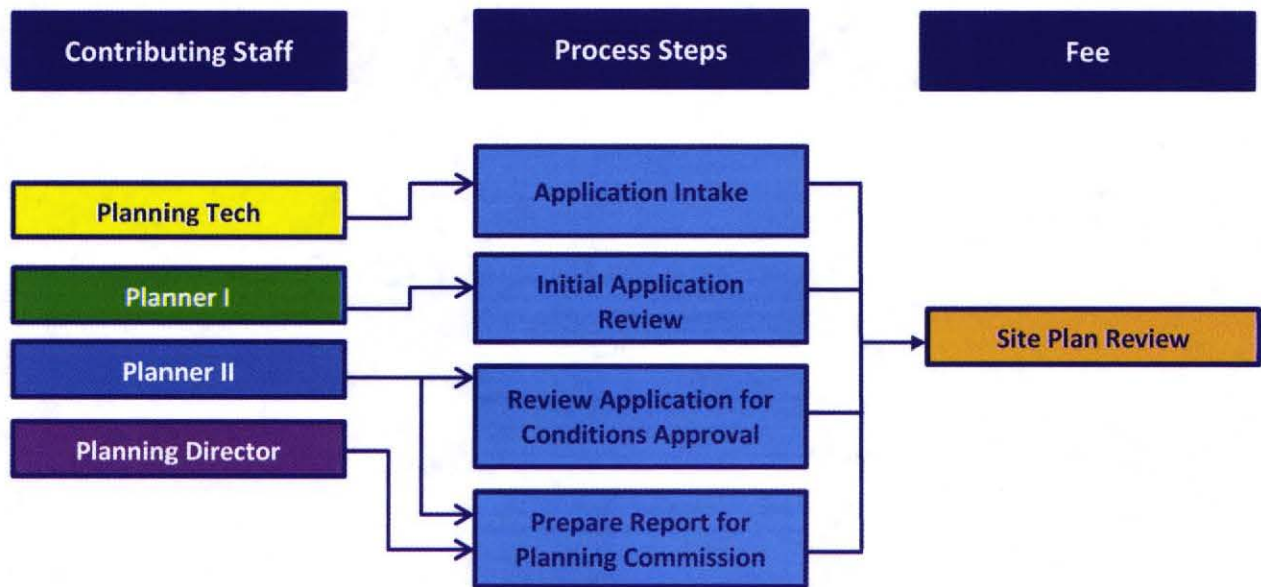 Contributing Staff
Process Steps
Fee
Planning Tech
Planner I
Planner II
Planning Director
Application Intake
Initial Application
Review
Review Application for
Conditions Approval
Prepare Report for
Planning Commission
Site Plan Review